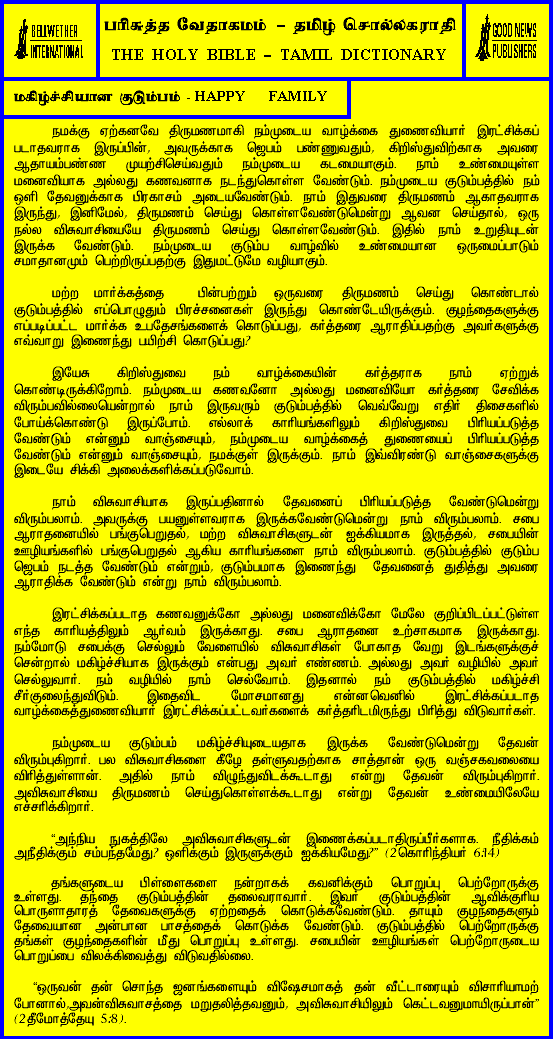 BELLWETHER
INTERNATIONAL
பரிசுத்த வேதாகமம் – தமிழ் சொல்லகராதி
THE HOLY BIBLE – TAMIL DICTIONARY
GOOD NEWS
PUBLISHERS
மகிழ்ச்சியான குடும்பம் - HAPPY FAMILY
நமக்கு ஏற்கனவே திருமணமாகி நம்முடைய வாழ்க்கை துணைவியார் இரட்சிக்கப்
படாதவராக இருப்பின், அவருக்காக ஜெபம் பண்ணுவதும், கிறிஸ்துவிற்காக அவரை
ஆதாயம்பண்ண முயற்சிசெய்வதும் நம்முடைய கடமையாகும். நாம் உண்மையுள்ள
மனைவியாக அல்லது கணவனாக நடந்துகொள்ள வேண்டும். நம்முடைய குடும்பத்தில் நம்
ஒளி தேவனுக்காக பிரகாசம் அடையவேண்டும். நாம் இதுவரை திருமணம் ஆகாதவராக
இருந்து, இனிமேல், திருமணம் செய்து கொள்ளவேண்டுமென்று ஆவன செய்தால், ஒரு
நல்ல விசுவாசியையே திருமணம் செய்து கொள்ளவேண்டும். இதில் நாம் உறுதியுடன்
இருக்க வேண்டும். நம்முடைய குடும்ப வாழ்வில் உண்மையான ஒருமைப்பாடும்
சமாதானமும் பெற்றிருப்பதற்கு இதுமட்டுமே வழியாகும்.
மற்ற மார்க்கத்தை பின்பற்றும் ஒருவரை திருமணம் செய்து கொண்டால்
குடும்பத்தில் எப்பொழுதும் பிரச்சனைகள் இருந்து கொண்டேயிருக்கும். குழந்தைகளுக்கு
எப்படிப்பட்ட மார்க்க உபதேசங்களைக் கொடுப்பது, கர்த்தரை ஆராதிப்பதற்கு அவர்களுக்கு
எவ்வாறு இணைந்து பயிற்சி கொடுப்பது?
இயேசு கிறிஸ்துவை நம் வாழ்க்கையின் கர்த்தராக நாம் ஏற்றுக்
கொண்டிருக்கிறோம். நம்முடைய கணவனோ அல்லது மனைவியோ கர்த்தரை சேவிக்க
விரும்பவில்லையென்றால் நாம் இருவரும் குடும்பத்தில் வெவ்வேறு எதிர் திசைகளில்
போய்க்கொண்டு இருப்போம். எல்லாக் காரியங்களிலும் கிறிஸ்துவை பிரியப்படுத்த
வேண்டும் என்னும் வாஞ்சையும், நம்முடைய வாழ்க்கைத் துணையைப் பிரியப்படுத்த
வேண்டும் என்னும் வாஞ்சையும், நமக்குள் இருக்கும். நாம் இவ்விரண்டு வாஞ்சைகளுக்கு
இடையே சிக்கி அலைக்களிக்கப்படுவோம்.
நாம் விசுவாசியாக இருப்பதினால் தேவனைப் பிரியப்படுத்த வேண்டுமென்று
விரும்பலாம். அவருக்கு பயனுள்ளவராக இருக்கவேண்டுமென்று நாம் விரும்பலாம். சபை
ஆராதனையில் பங்குபெறுதல், மற்ற விசுவாசிகளுடன் ஐக்கியமாக இருத்தல், சபையின்
ஊழியங்களில் பங்குபெறுதல் ஆகிய காரியங்களை நாம் விரும்பலாம். குடும்பத்தில் குடும்ப
ஜெபம் நடத்த வேண்டும் என்றும், குடும்பமாக இணைந்து தேவனைத் துதித்து அவரை
ஆராதிக்க வேண்டும் என்று நாம் விரும்பலாம்.
இரட்சிக்கப்படாத கணவனுக்கோ அல்லது மனைவிக்கோ மேலே குறிப்பிடப்பட்டுள்ள
எந்த காரியத்திலும் ஆர்வம் இருக்காது. சபை ஆராதனை உற்சாகமாக இருக்காது.
நம்மோடு சபைக்கு செல்லும் வேளையில் விசுவாசிகள் போகாத வேறு இடங்களுக்குச்
சென்றால் மகிழ்ச்சியாக இருக்கும் என்பது அவர் எண்ணம். அல்லது அவர் வழியில் அவர்
செல்லுவார். நம் வழியில் நாம் செல்வோம். இதனால் நம் குடும்பத்தில் மகிழ்ச்சி
சீர்குலைந்துவிடும். இதைவிட மோசமானது என்னவெனில் இரட்சிக்கப்படாத
வாழ்க்கைத்துணைவியார் இரட்சிக்கப்பட்டவர்களைக் கர்த்தரிடமிருந்து பிரித்து விடுவார்கள்.
நம்முடைய குடும்பம் மகிழ்ச்சியுடையதாக இருக்க வேண்டுமென்று தேவன்
விரும்புகிறார். பல விசுவாசிகளை கீழே தள்ளுவதற்காக சாத்தான் ஒரு வஞ்சகவலையை
விரித்துள்ளான். அதில் நாம் விழுந்துவிடக்கூடாது என்று தேவன் விரும்புகிறார்.
அவிசுவாசியை திருமணம் செய்துகொள்ளக்கூடாது என்று தேவன் உண்மையிலேயே
எச்சரிக்கிறார்.
“அந்நிய நுகத்திலே அவிசுவாசிகளுடன் இணைக்கப்படாதிருப்பீர்களாக. நீதிக்கும்
அநீதிக்கும் சம்பந்தமேது? ஒளிக்கும் இருளுக்கும் ஐக்கியமேது?” (2கொரிந்தியர் 6:14)
தங்களுடைய பிள்ளைகளை நன்றாகக் கவனிக்கும் பொறுப்பு பெற்றோருக்கு
உள்ளது. தந்தை குடும்பத்தின் தலைவராவார். இவர் குடும்பத்தின் ஆவிக்குரிய
பொருளாதாரத் தேவைகளுக்கு ஏற்றதைக் கொடுக்கவேண்டும். தாயும் குழந்தைகளும்
தேவையான அன்பான பாசத்தைக் கொடுக்க வேண்டும். குடும்பத்தில் பெற்றோருக்கு
தங்கள் குழந்தைகளின் மீது பொறுப்பு உள்ளது. சபையின் ஊழியங்கள் பெற்றோருடைய
பொறுப்பை விலக்கிவைத்து விடுவதில்லை.
“ஒருவன் தன் சொந்த ஜனங்களையும் விஷேசமாகத் தன் வீட்டாரையும் விசாரியாமற்
போனால்,அவன்விசுவாசத்தை மறுதலித்தவனும், அவிசுவாசியிலும் கெட்டவனுமாயிருப்பான்”
(2தீமோத்தேயு 5:8).